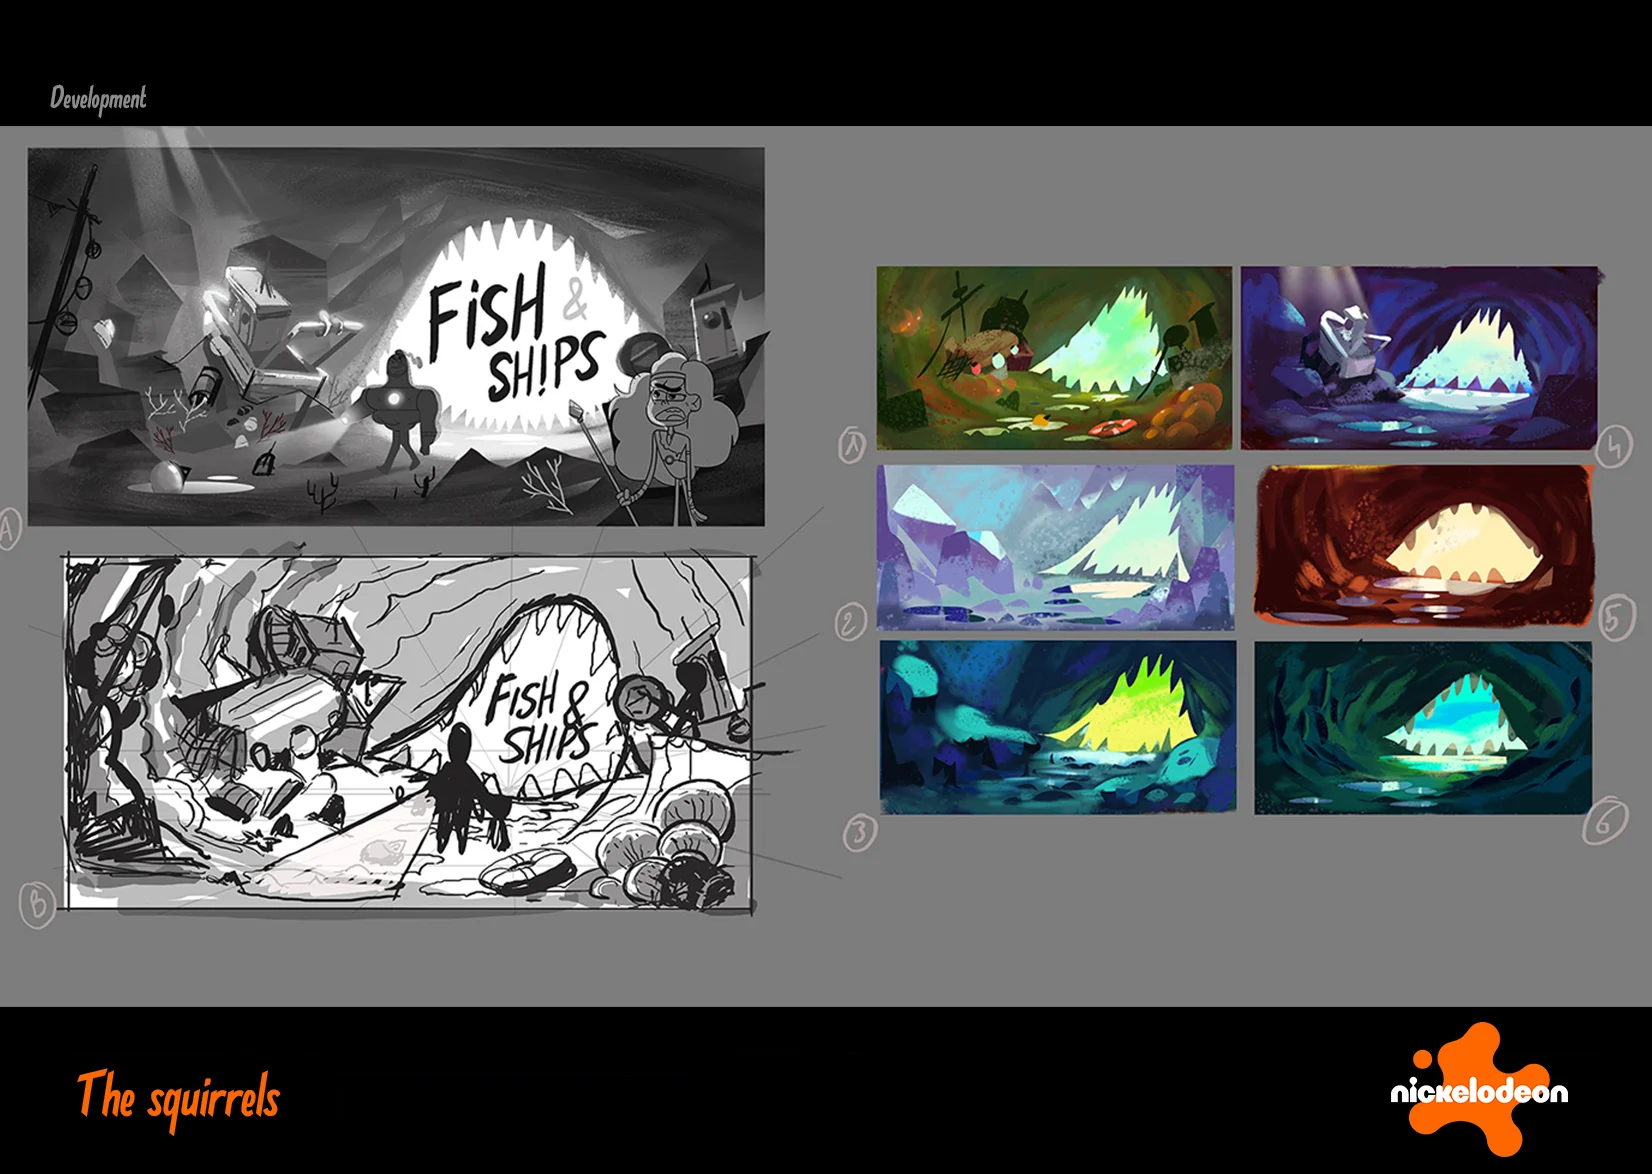 Development
FiSH &
SH!PS
A
FiSH &
SHiPS
B
1
4
2
5
3
6
The squirrels
nickelodeon